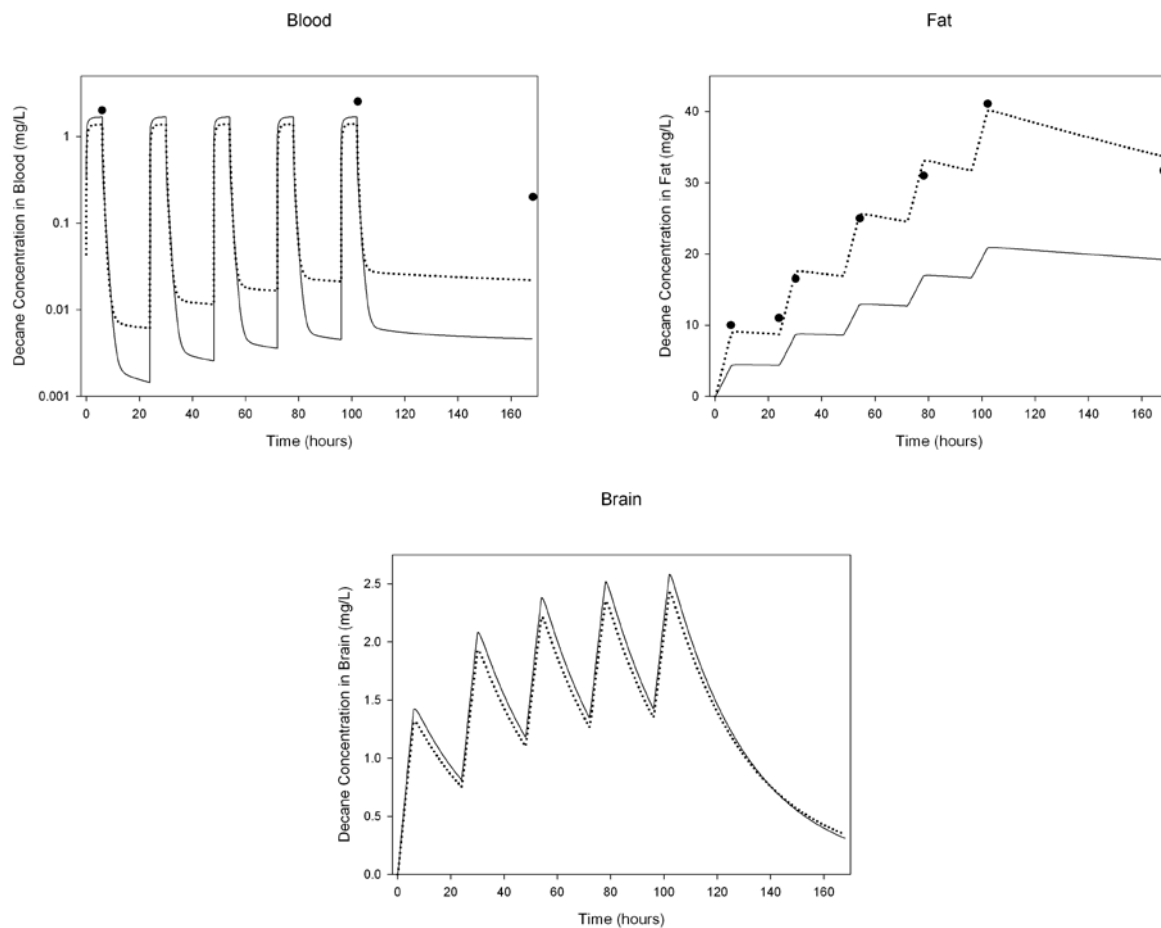 Blood
Decane Concentration in Blood (mg/L)
1
0.1
0.01
0.001
0 20 40 60 80 100 120 140 160
Time (hours)
Fat
Decane Concentration in Fat (mg/L)
40
30
20
10
0
0 20 40 60 80 100 120 140 160
Time (hours)
Brain
Decane Concentration in Brain (mg/L)
2.5
2.0
1.5
1.0
0.5
0.0
0 20 40 60 80 100 120 140 160
Time (hours)